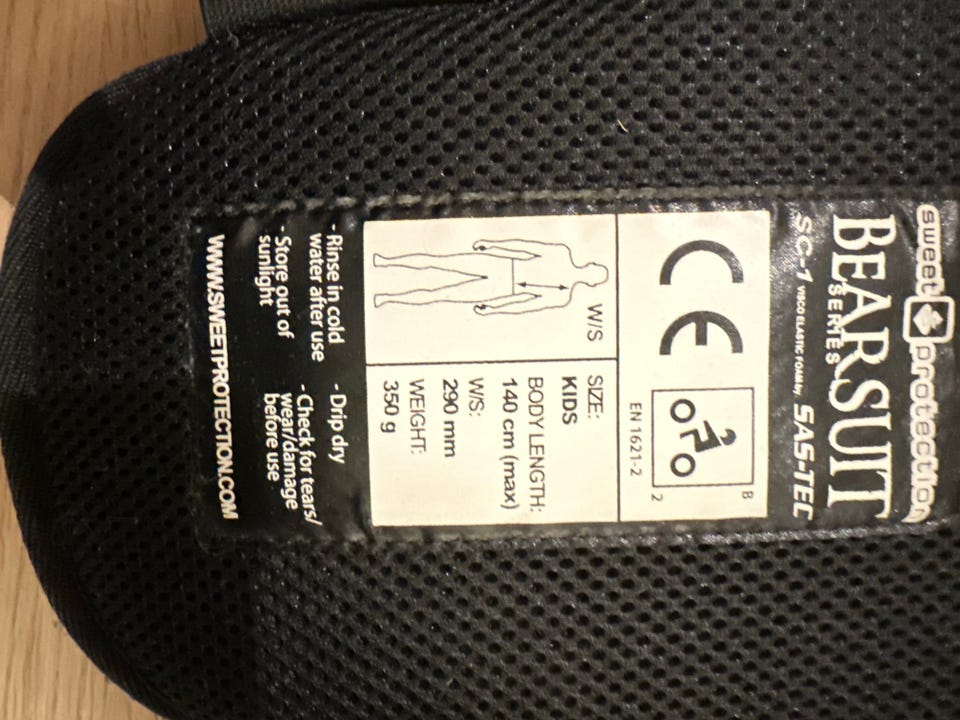 sweet protection
BEARSUIT
SERIES
SC-1 VISCO ELASTIC FOAM by SAS-TEC
CE
B
2
EN 1621-2
W/S
SIZE:
KIDS
BODY LENGTH:
140 cm (max)
W/S:
290 mm
WEIGHT:
350 g
- Rinse in cold
water after use
- Store out of
sunlight
- Drip dry
- Check for tears/
wear/damage
before use
WWW.SWEETPROTECTION.COM